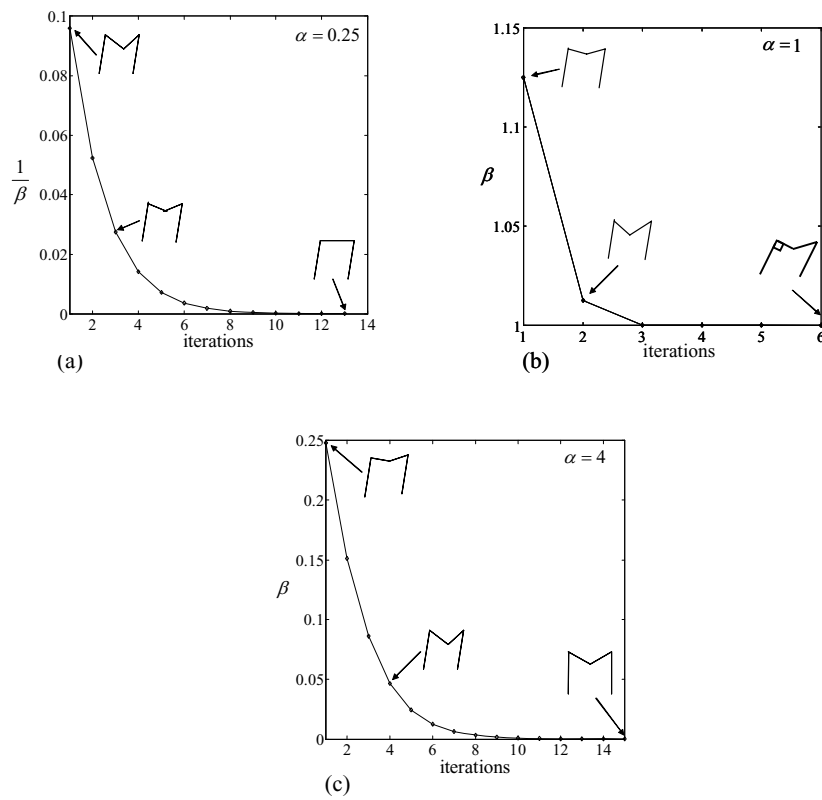 0.1
α = 0.25
0.08
0.06
1/β
0.04
0.02
0
2 4 6 8 10 12 14
iterations
(a)
1.15
α = 1
1.1
β
1.05
1
1 2 3 4 5 6
iterations
(b)
0.25
α = 4
0.2
0.15
β
0.1
0.05
0
2 4 6 8 10 12 14
iterations
(c)